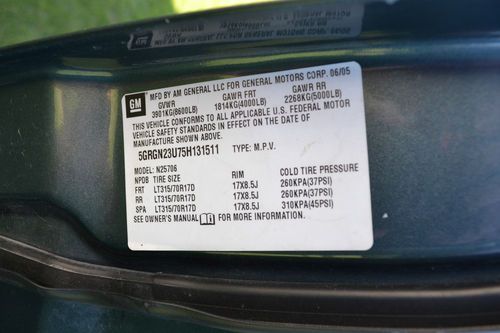 GM
MFD BY AM GENERAL LLC FOR GENERAL MOTORS CORP. 06/05
GVWR GAWR FRT GAWR RR
3901KG(8600LB) 1814KG(4000LB) 2268KG(5000LB)
THIS VEHICLE CONFORMS TO ALL APPLICABLE U.S. FEDERAL MOTOR
VEHICLE SAFETY STANDARDS IN EFFECT ON THE DATE OF
MANUFACTURE SHOWN ABOVE.
5GRGN23U75H131511 TYPE: M.P.V.
MODEL: N25706
NPDB TIRE SIZE RIM COLD TIRE PRESSURE
FRT LT315/70R17D 17X8.5J 260KPA(37PSI)
RR LT315/70R17D 17X8.5J 260KPA(37PSI)
SPA LT315/70R17D 17X8.5J 310KPA(45PSI)
SEE OWNER'S MANUAL FOR MORE INFORMATION